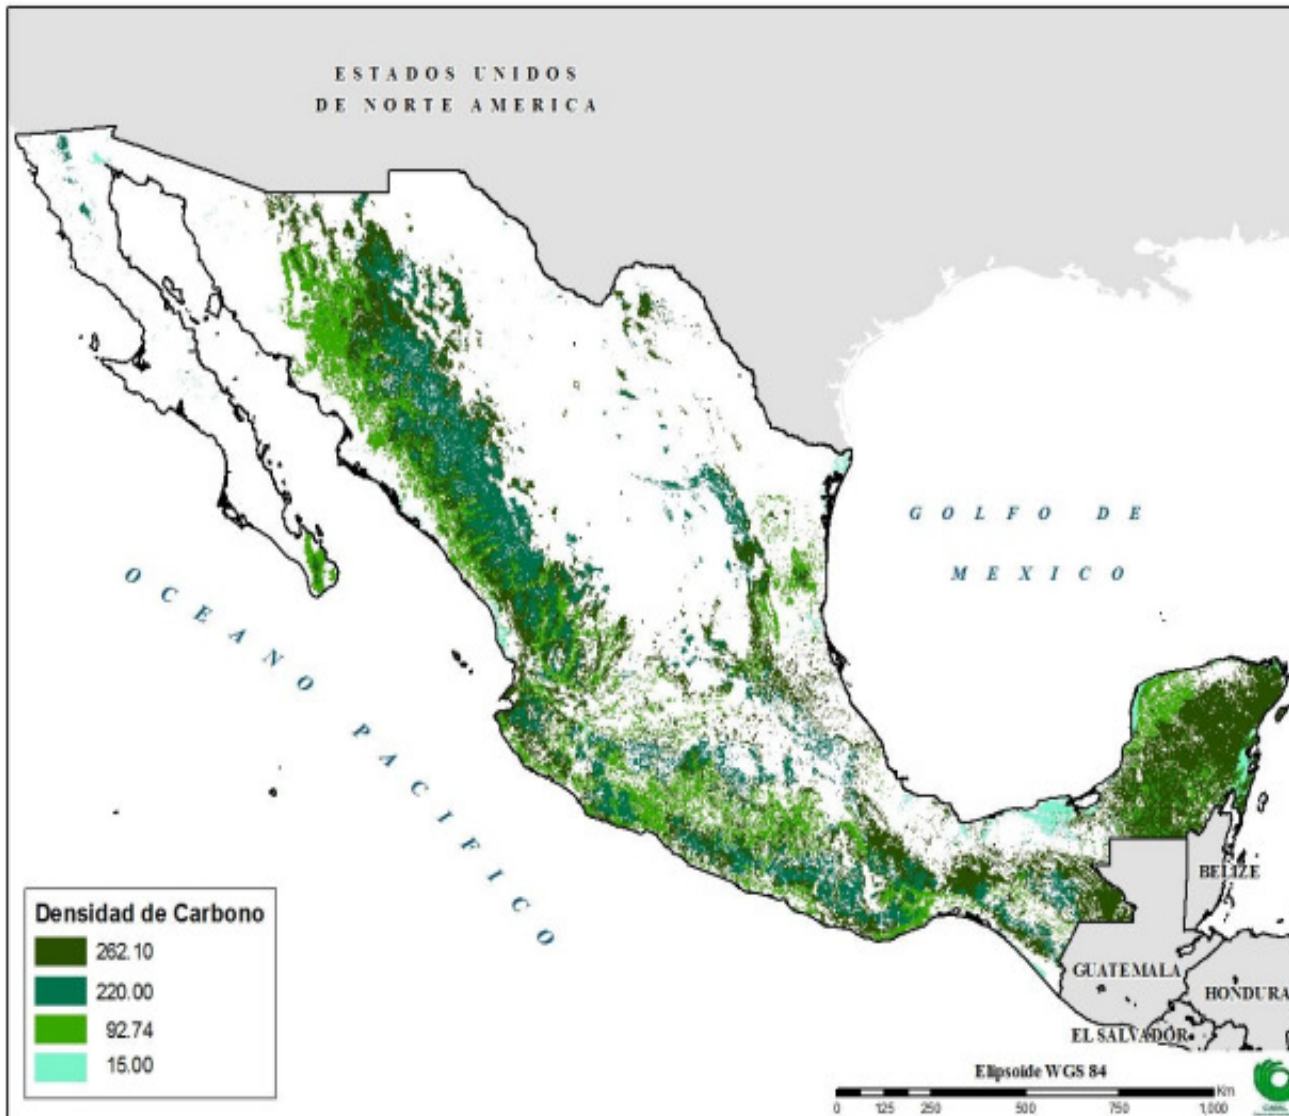 ESTADOS UNIDOS
DE NORTE AMERICA
GOLFO DE
MEXICO
OCEANO PACIFICO
Densidad de Carbono
262.10
220.00
92.74
15.00
BELIZE
GUATEMALA
HONDURA
EL SALVADOR
Elipsoide WGS 84
Km
0 125 250 500 750 1,000